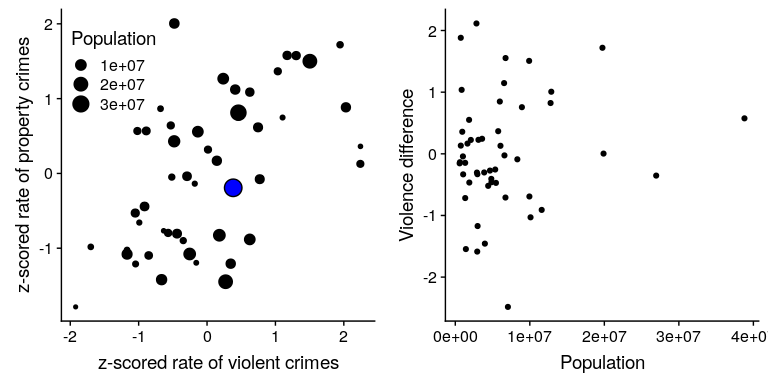 2
1
0
-1
-2
-1
0
1
2
z-scored rate of property crimes
z-scored rate of violent crimes
Population
1e+07
2e+07
3e+07
2
1
0
-1
-2
0e+00
1e+07
2e+07
3e+07
4e+0
Violence difference
Population